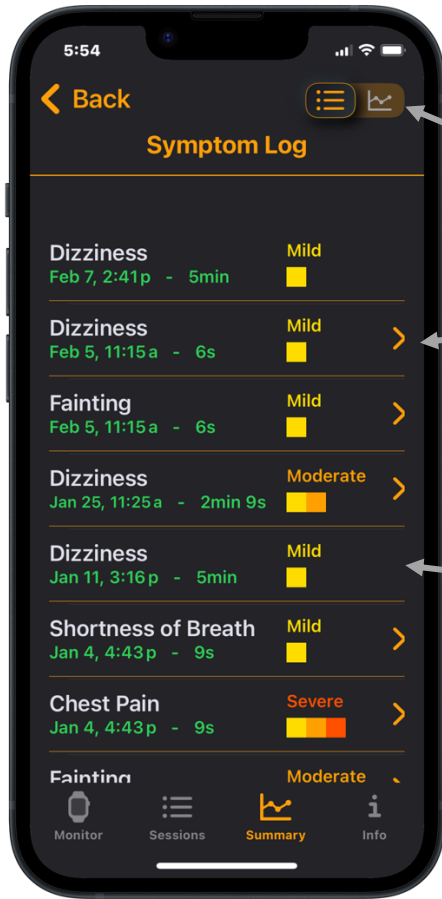 5:54
Back
Symptom Log
Dizziness Mild
Feb 7, 2:41p - 5min
Dizziness Mild
Feb 5, 11:15a - 6s
Fainting Mild
Feb 5, 11:15a - 6s
Dizziness Moderate
Jan 25, 11:25a - 2min 9s
Dizziness Mild
Jan 11, 3:16p - 5min
Shortness of Breath Mild
Jan 4, 4:43p - 9s
Chest Pain Severe
Jan 4, 4:43p - 9s
Fainting Moderate
Monitor Sessions Summary Info